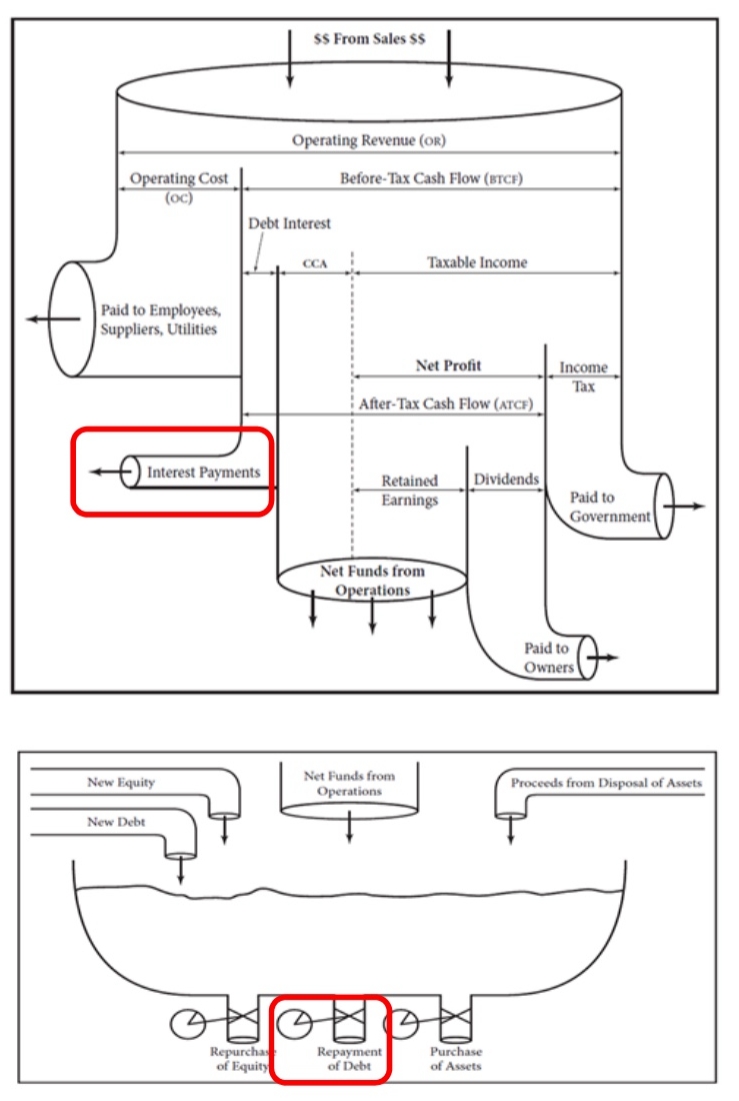 $$ From Sales $$
Operating Revenue (OR)
Operating Cost
(OC)
Before-Tax Cash Flow (BTCF)
Debt Interest
CCA
Taxable Income
Paid to Employees,
Suppliers, Utilities
Net Profit
Income
Tax
After-Tax Cash Flow (ATCF)
Interest Payments
Retained
Earnings
Dividends
Paid to
Government
Net Funds from
Operations
Paid to
Owners
New Equity
Net Funds from
Operations
Proceeds from Disposal of Assets
New Debt
Repurchase
of Equity
Repayment
of Debt
Purchase
of Assets